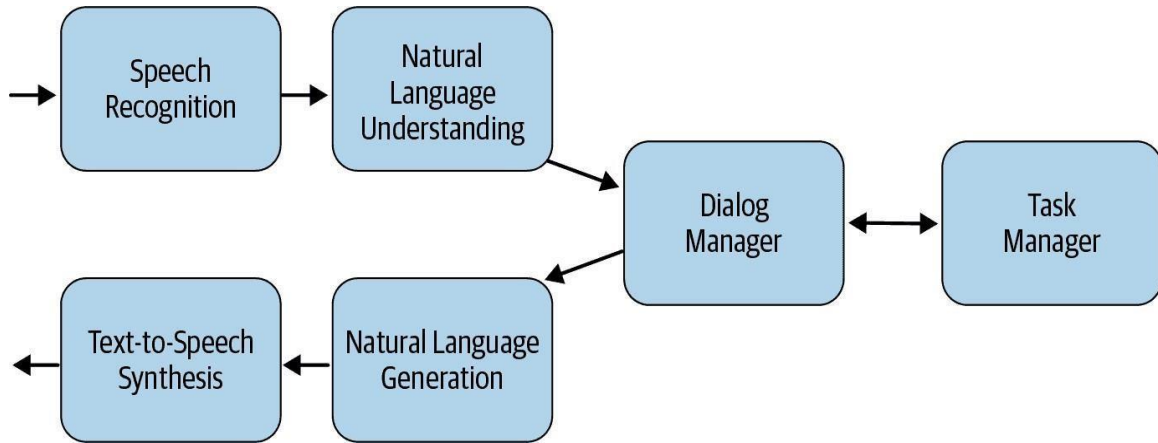 Speech
Recognition
Natural
Language
Understanding
Dialog
Manager
Task
Manager
Text-to-Speech
Synthesis
Natural Language
Generation